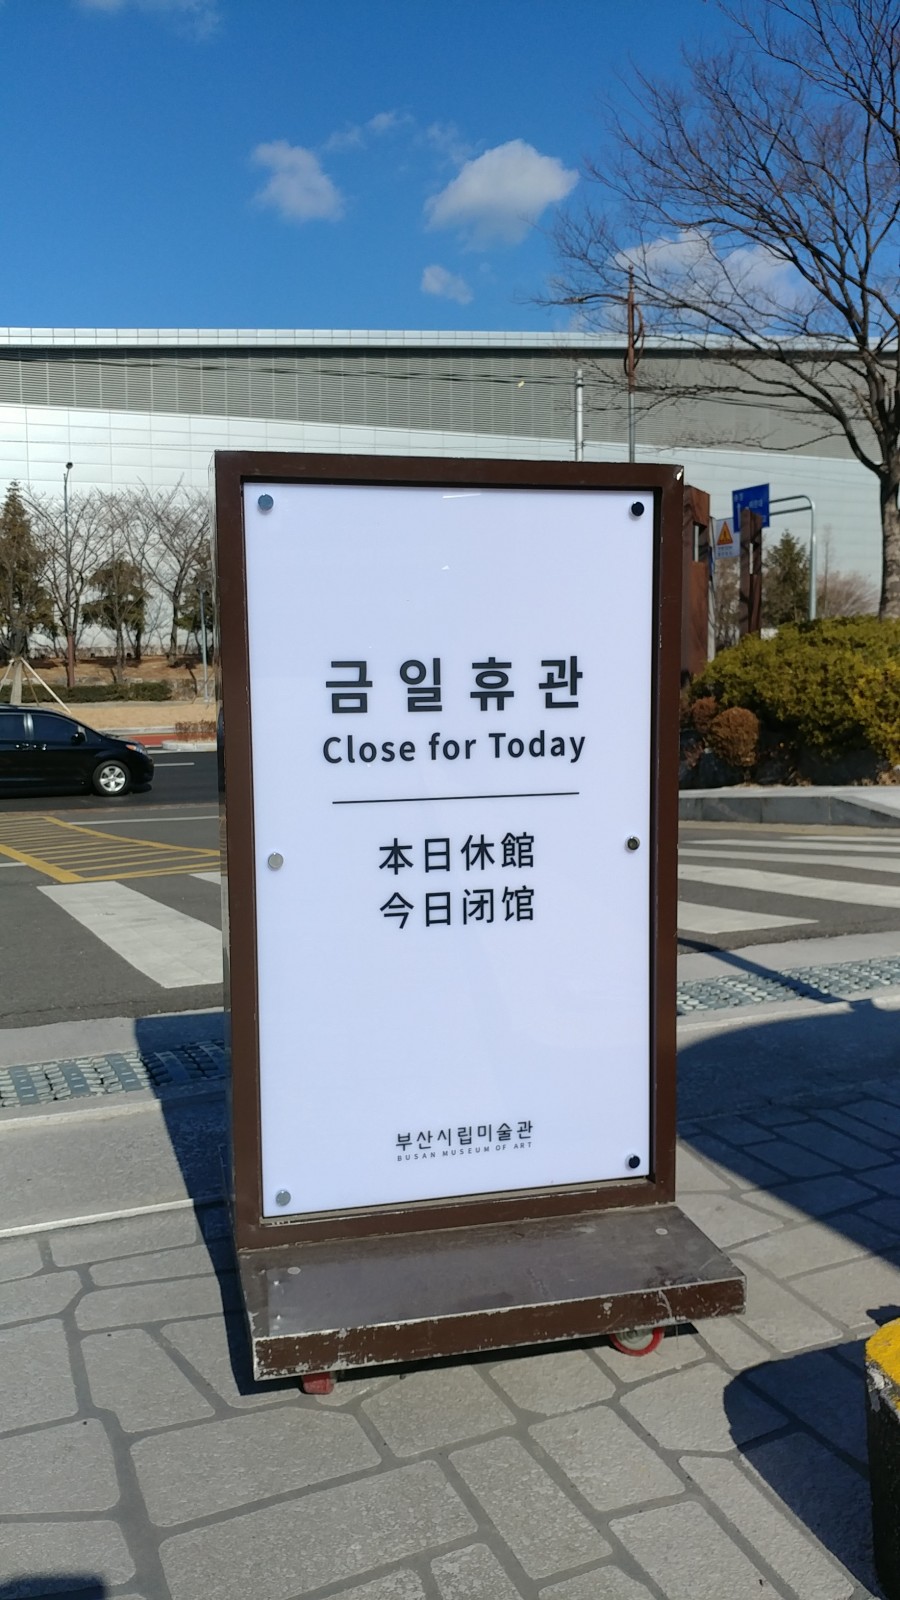 금일휴관
Close for Today
本日休館
今日闭馆
부산시립미술관
BUSAN MUSEUM OF ART